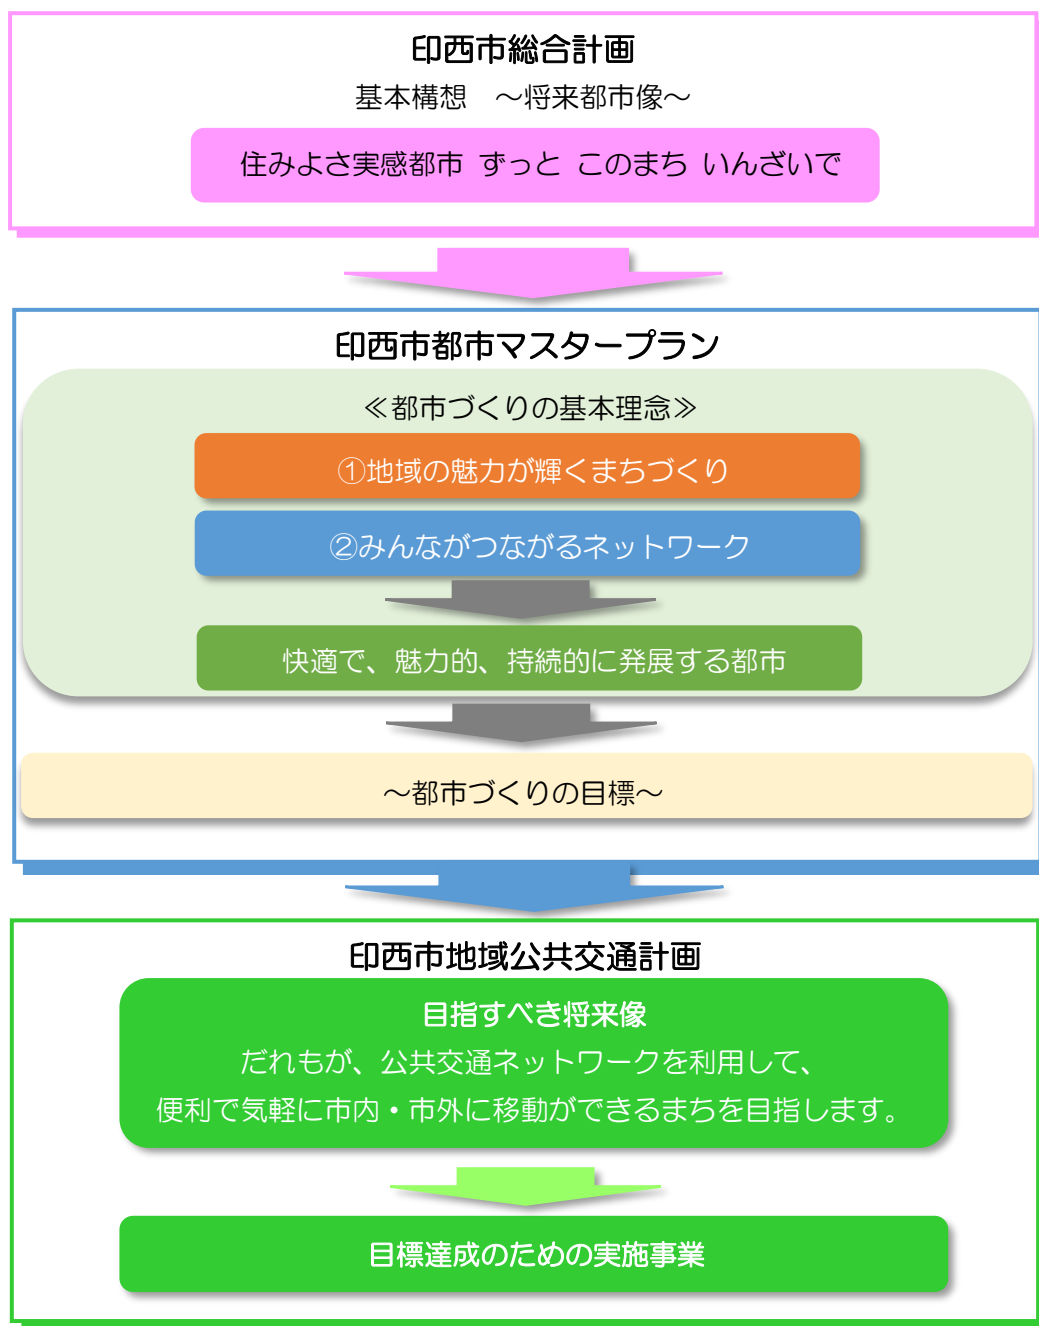 印西市総合計画
基本構想　～将来都市像～
住みよさ実感都市 ずっと このまち いんざいで
印西市都市マスタープラン
≪都市づくりの基本理念≫
①地域の魅力が輝くまちづくり
②みんながつながるネットワーク
快適で、魅力的、持続的に発展する都市
～都市づくりの目標～
印西市地域公共交通計画
目指すべき将来像
だれもが、公共交通ネットワークを利用して、
便利で気軽に市内・市外に移動ができるまちを目指します。
目標達成のための実施事業